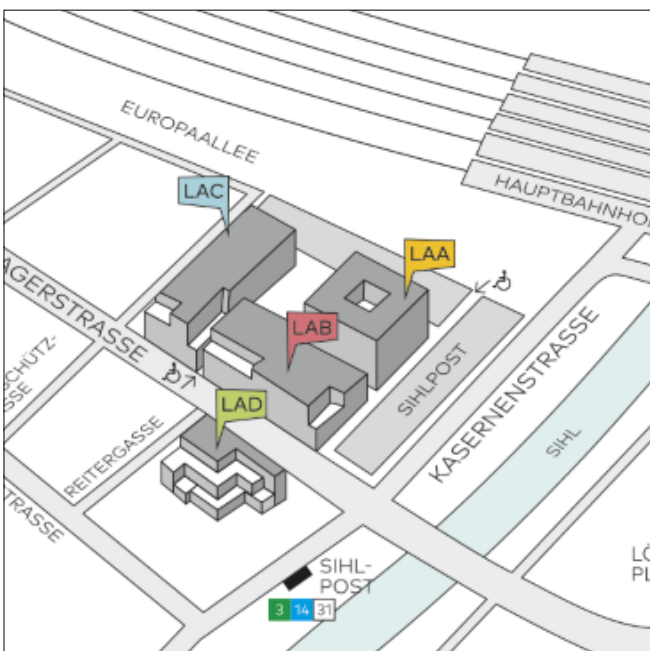 EUROPAALLEE
HAUPTBAHNHO
LAC
LAA
AGERSTRASSE
LAB
SIHLPOST
KASERNENSTRASSE
SCHÜTZ-
SSE
LAD
SIHL
REITERGASSE
STRASSE
SIHL-
POST
3 14 31
LÖ
PL